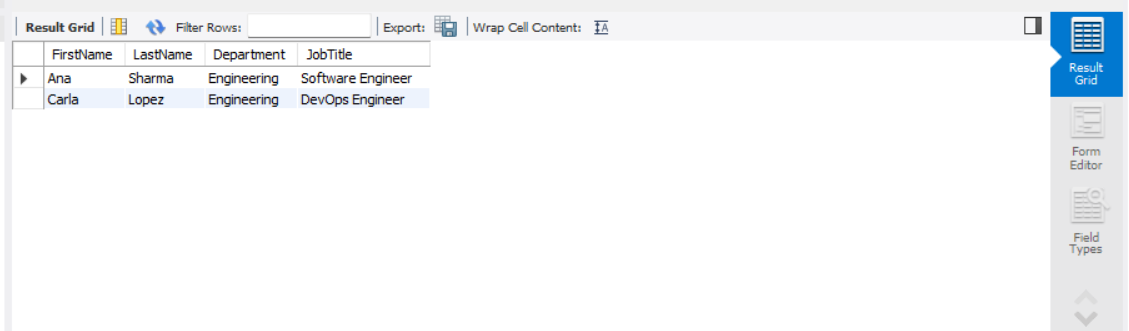 Result Grid Filter Rows: Export: Wrap Cell Content:
FirstName LastName Department JobTitle
Ana Sharma Engineering Software Engineer
Carla Lopez Engineering DevOps Engineer
Result
Grid
Form
Editor
Field
Types